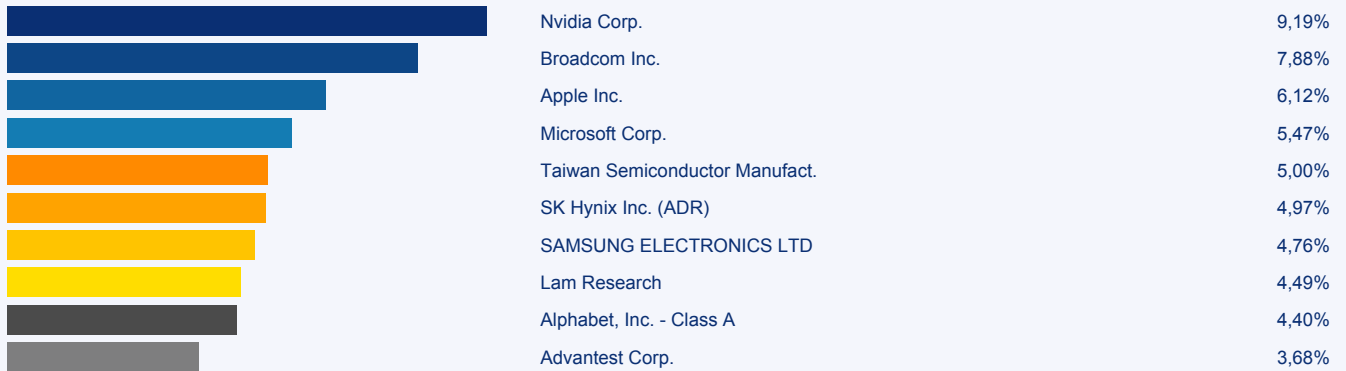 Nvidia Corp. 9,19%
Broadcom Inc. 7,88%
Apple Inc. 6,12%
Microsoft Corp. 5,47%
Taiwan Semiconductor Manufact. 5,00%
SK Hynix Inc. (ADR) 4,97%
SAMSUNG ELECTRONICS LTD 4,76%
Lam Research 4,49%
Alphabet, Inc. - Class A 4,40%
Advantest Corp. 3,68%